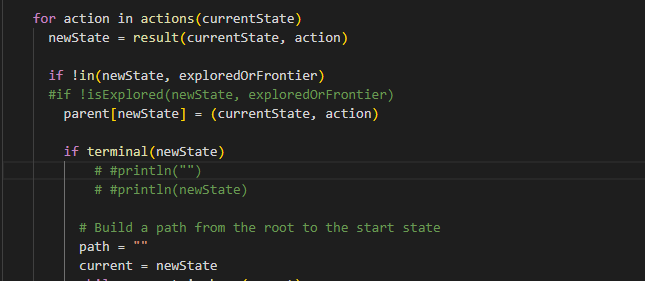 for action in actions(currentState)
newState = result(currentState, action)
if !in(newState, exploredOrFrontier)
#if !isExplored(newState, exploredOrFrontier)
parent[newState] = (currentState, action)
if terminal(newState)
# #println("")
# #println(newState)
# Build a path from the root to the start state
path = ""
current = newState